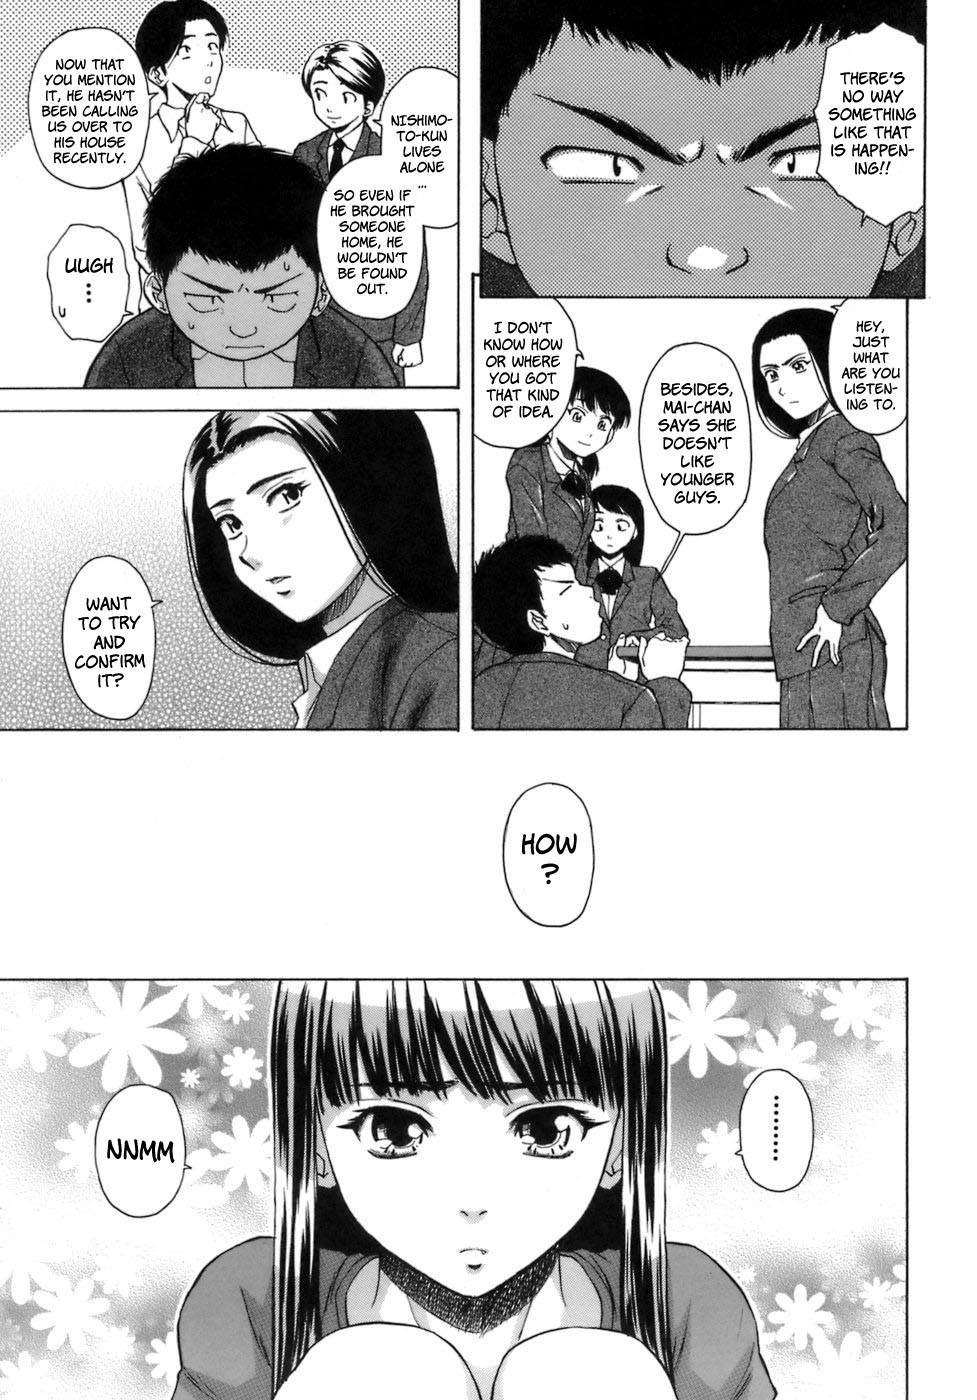 THERE'S
NO WAY
SOMETHING
LIKE THAT
IS HAPPEN-
ING!!
NISHIMO-
TO-KUN
LIVES
ALONE
...
SO EVEN IF
HE BROUGHT
SOMEONE
HOME, HE
WOULDN'T
BE FOUND
OUT.
NOW THAT
YOU MENTION
IT, HE HASN'T
BEEN CALLING
US OVER TO
HIS HOUSE
RECENTLY.
UUGH
...
HEY,
JUST
WHAT
ARE YOU
LISTEN-
ING TO.
BESIDES,
MAI-CHAN
SAYS SHE
DOESN'T
LIKE
YOUNGER
GUYS.
I DON'T
KNOW HOW
OR WHERE
YOU GOT
THAT KIND
OF IDEA.
WANT
TO TRY
AND
CONFIRM
IT?
HOW
?
.........
NNMM